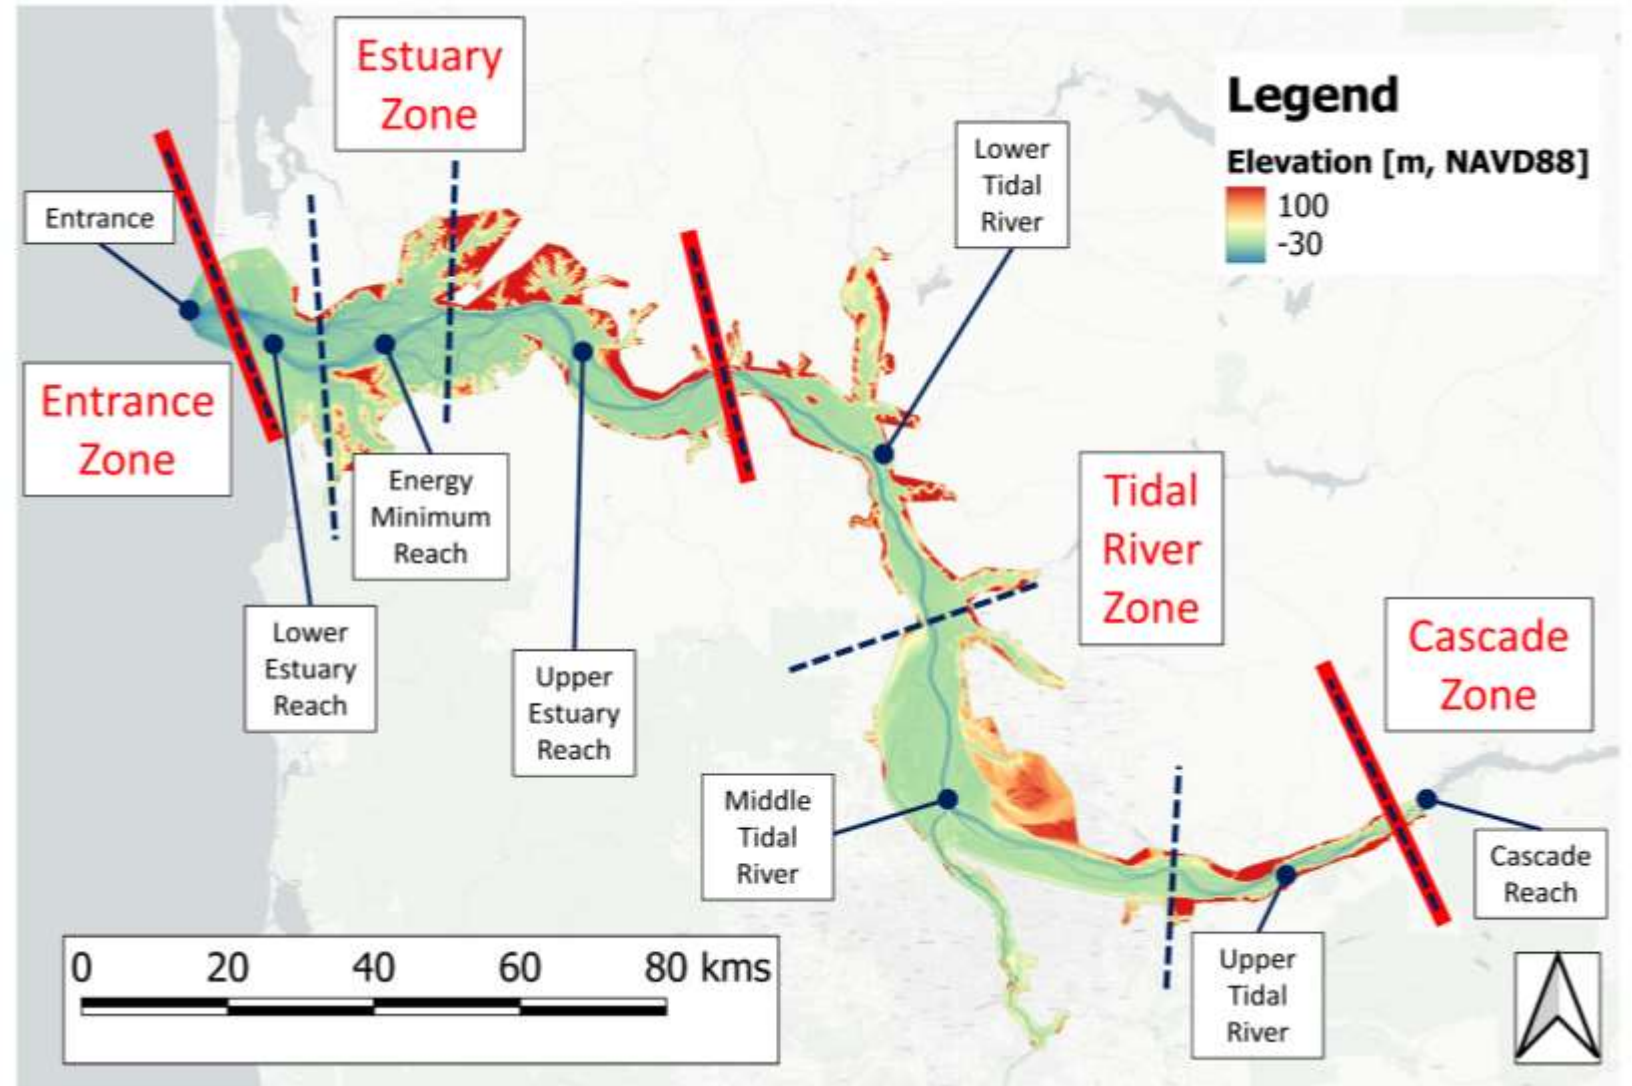 Estuary
Zone
Legend
Elevation [m, NAVD88]
100
-30
Lower
Tidal
River
Entrance
Entrance
Zone
Energy
Minimum
Reach
Tidal
River
Zone
Lower
Estuary
Reach
Upper
Estuary
Reach
Cascade
Zone
Middle
Tidal
River
Cascade
Reach
Upper
Tidal
River
0 20 40 60 80 kms